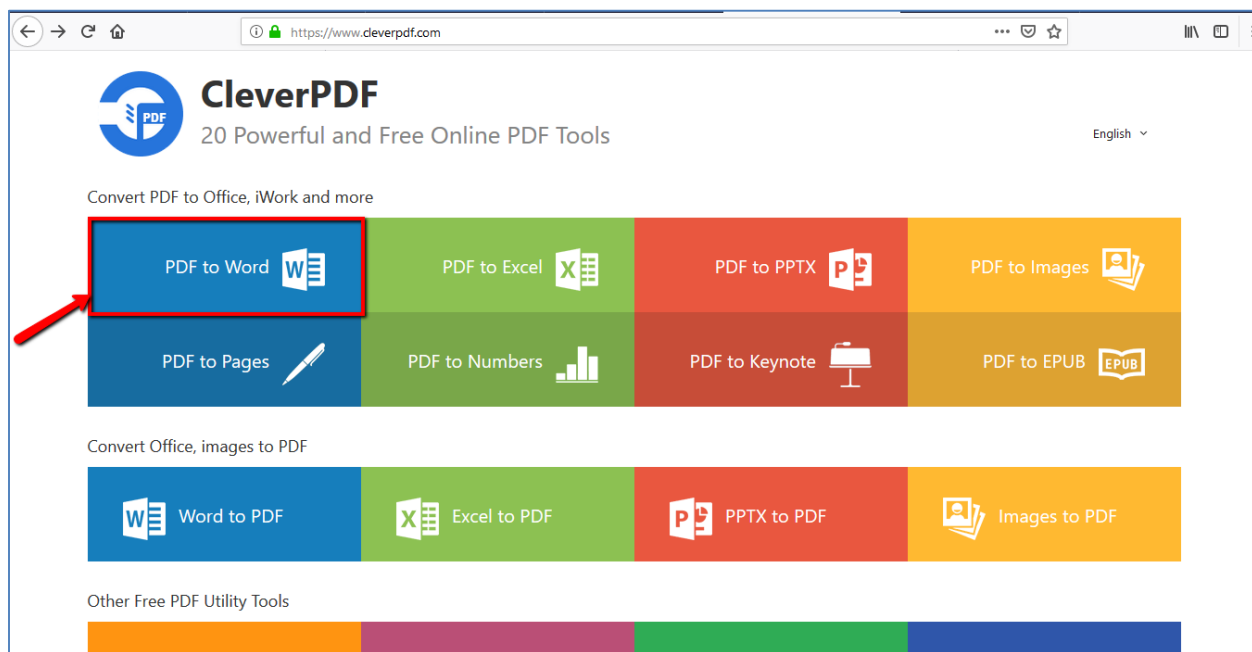 https://www.cleverpdf.com
PDF
CleverPDF
20 Powerful and Free Online PDF Tools
English
Convert PDF to Office, iWork and more
PDF to Word W
PDF to Excel X
PDF to PPTX P
PDF to Images
PDF to Pages
PDF to Numbers
PDF to Keynote
PDF to EPUB EPUB
Convert Office, images to PDF
W Word to PDF
X Excel to PDF
P PPTX to PDF
Images to PDF
Other Free PDF Utility Tools